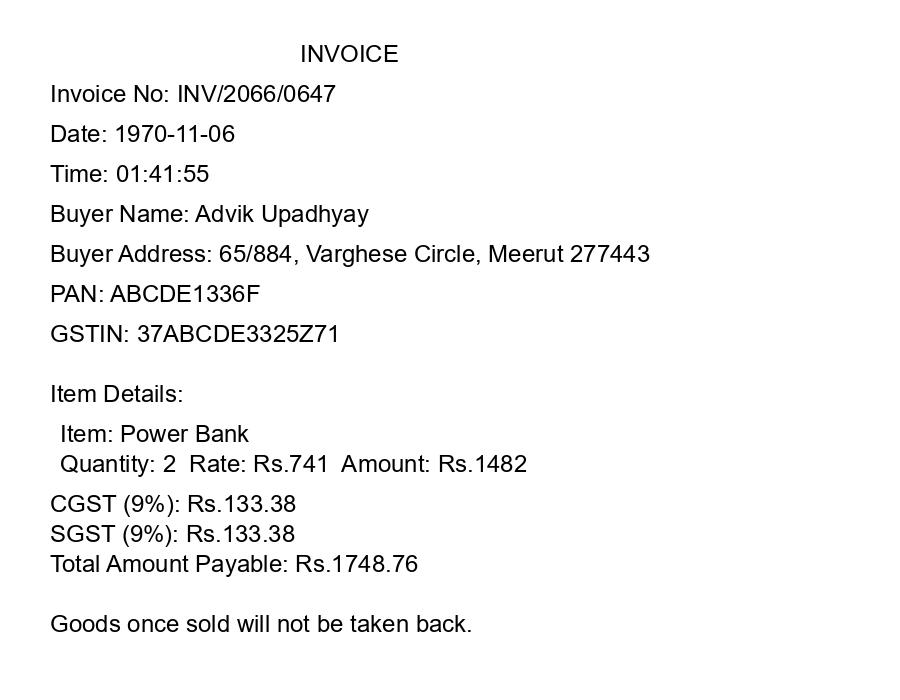 INVOICE
Invoice No: INV/2066/0647
Date: 1970-11-06
Time: 01:41:55
Buyer Name: Advik Upadhyay
Buyer Address: 65/884, Varghese Circle, Meerut 277443
PAN: ABCDE1336F
GSTIN: 37ABCDE3325Z71
Item Details:
Item: Power Bank
Quantity: 2 Rate: Rs.741 Amount: Rs.1482
CGST (9%): Rs.133.38
SGST (9%): Rs.133.38
Total Amount Payable: Rs.1748.76
Goods once sold will not be taken back.